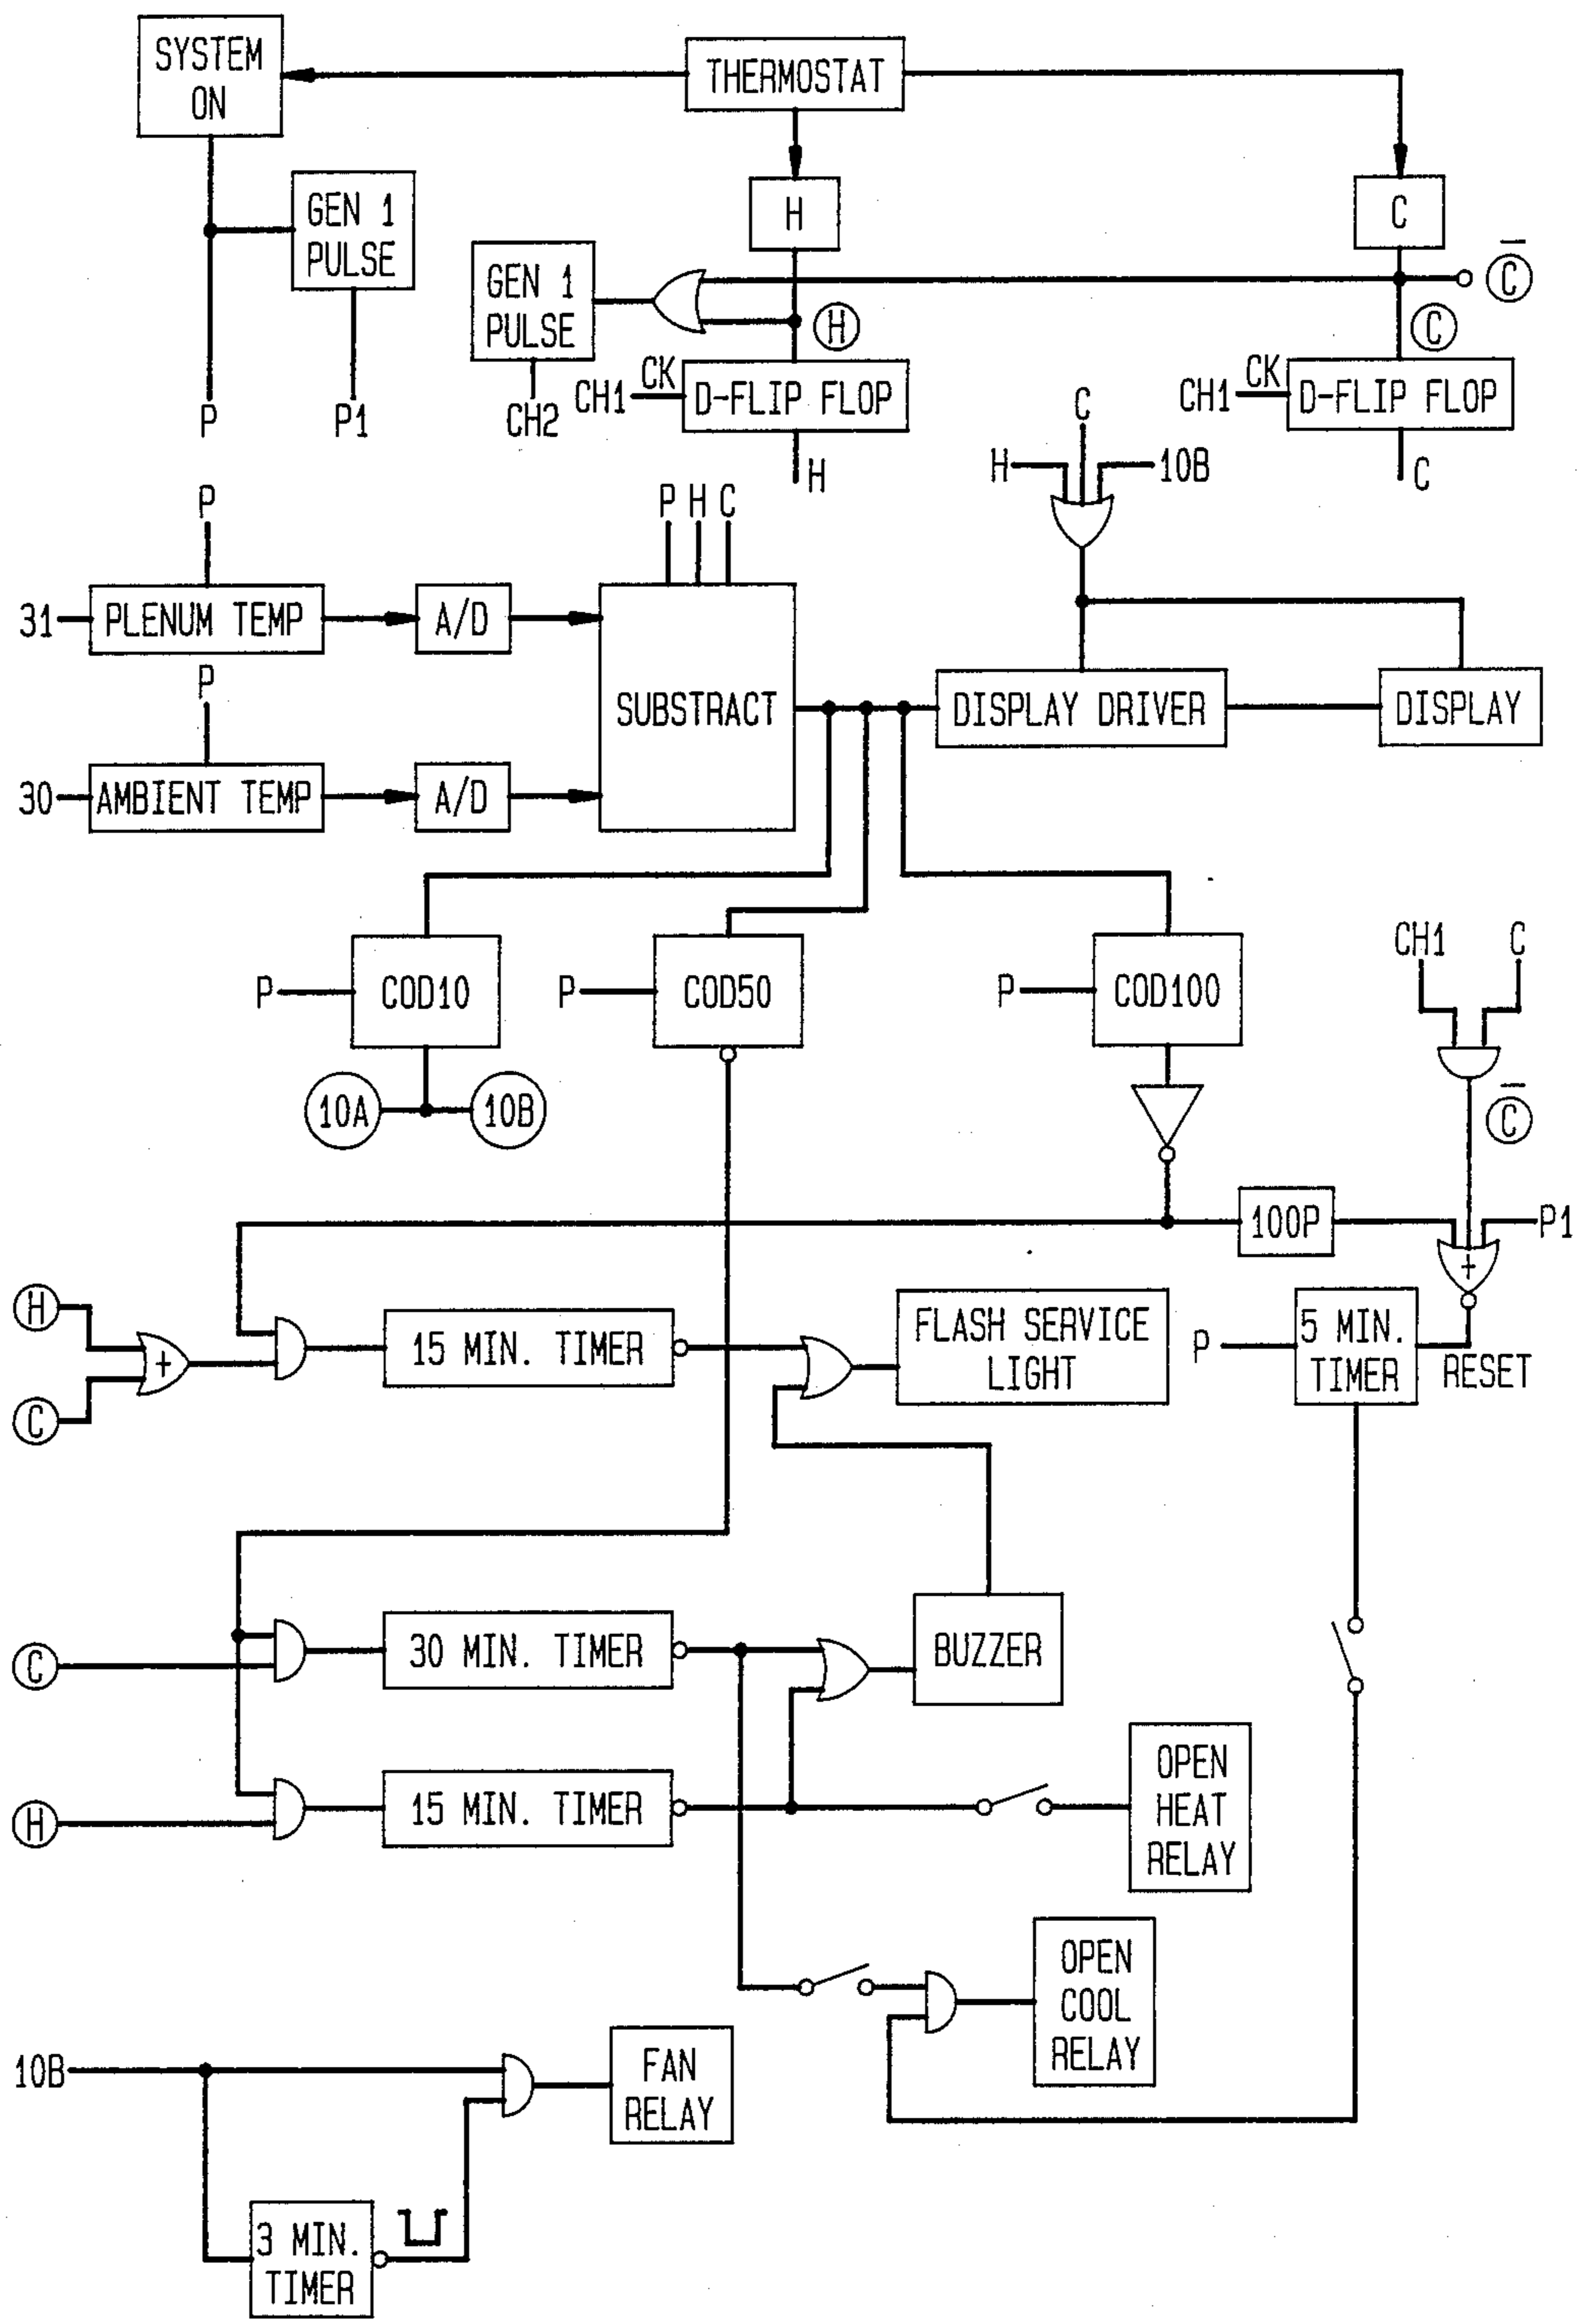 SYSTEM
ON
THERMOSTAT
GEN 1
PULSE
H
C
GEN 1
PULSE
C
H
C
CK
CH1
D-FLIP FLOP
CK
CH1
D-FLIP FLOP
P
P1
CH2
H
C
C
H
10B
P
P H C
31
PLENUM TEMP
A/D
P
SUBSTRACT
DISPLAY DRIVER
DISPLAY
30
AMBIENT TEMP
A/D
CH1
C
P
COD10
P
COD50
P
COD100
10A
10B
C
100P
P1
+
H
+
C
15 MIN. TIMER
FLASH SERVICE
LIGHT
P
5 MIN.
TIMER
RESET
C
30 MIN. TIMER
BUZZER
H
15 MIN. TIMER
OPEN
HEAT
RELAY
OPEN
COOL
RELAY
10B
FAN
RELAY
3 MIN.
TIMER